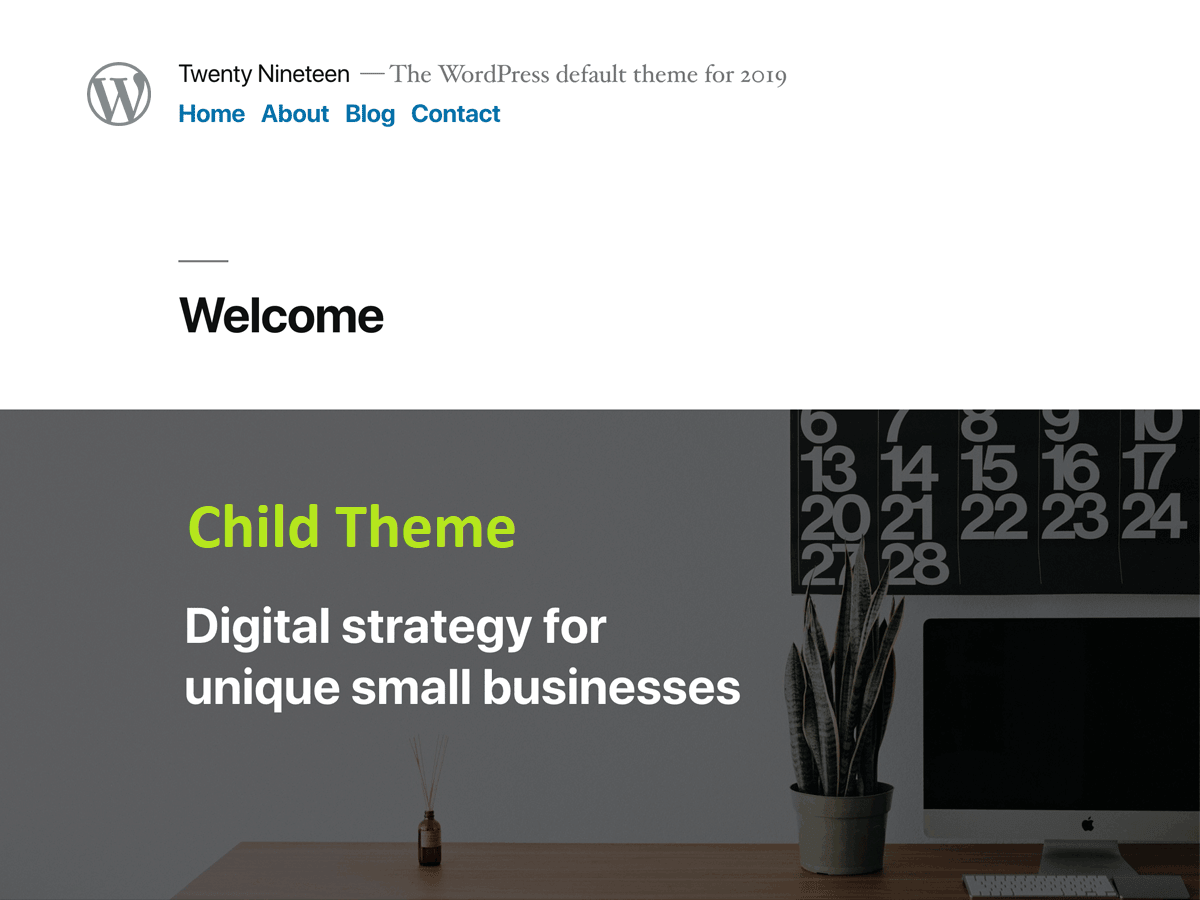 Twenty Nineteen — The WordPress default theme for 2019
Home About Blog Contact
Welcome
6 7 8 9 10
13 14 15 16 17
20 21 22 23 24
27 28
Child Theme
Digital strategy for
unique small businesses